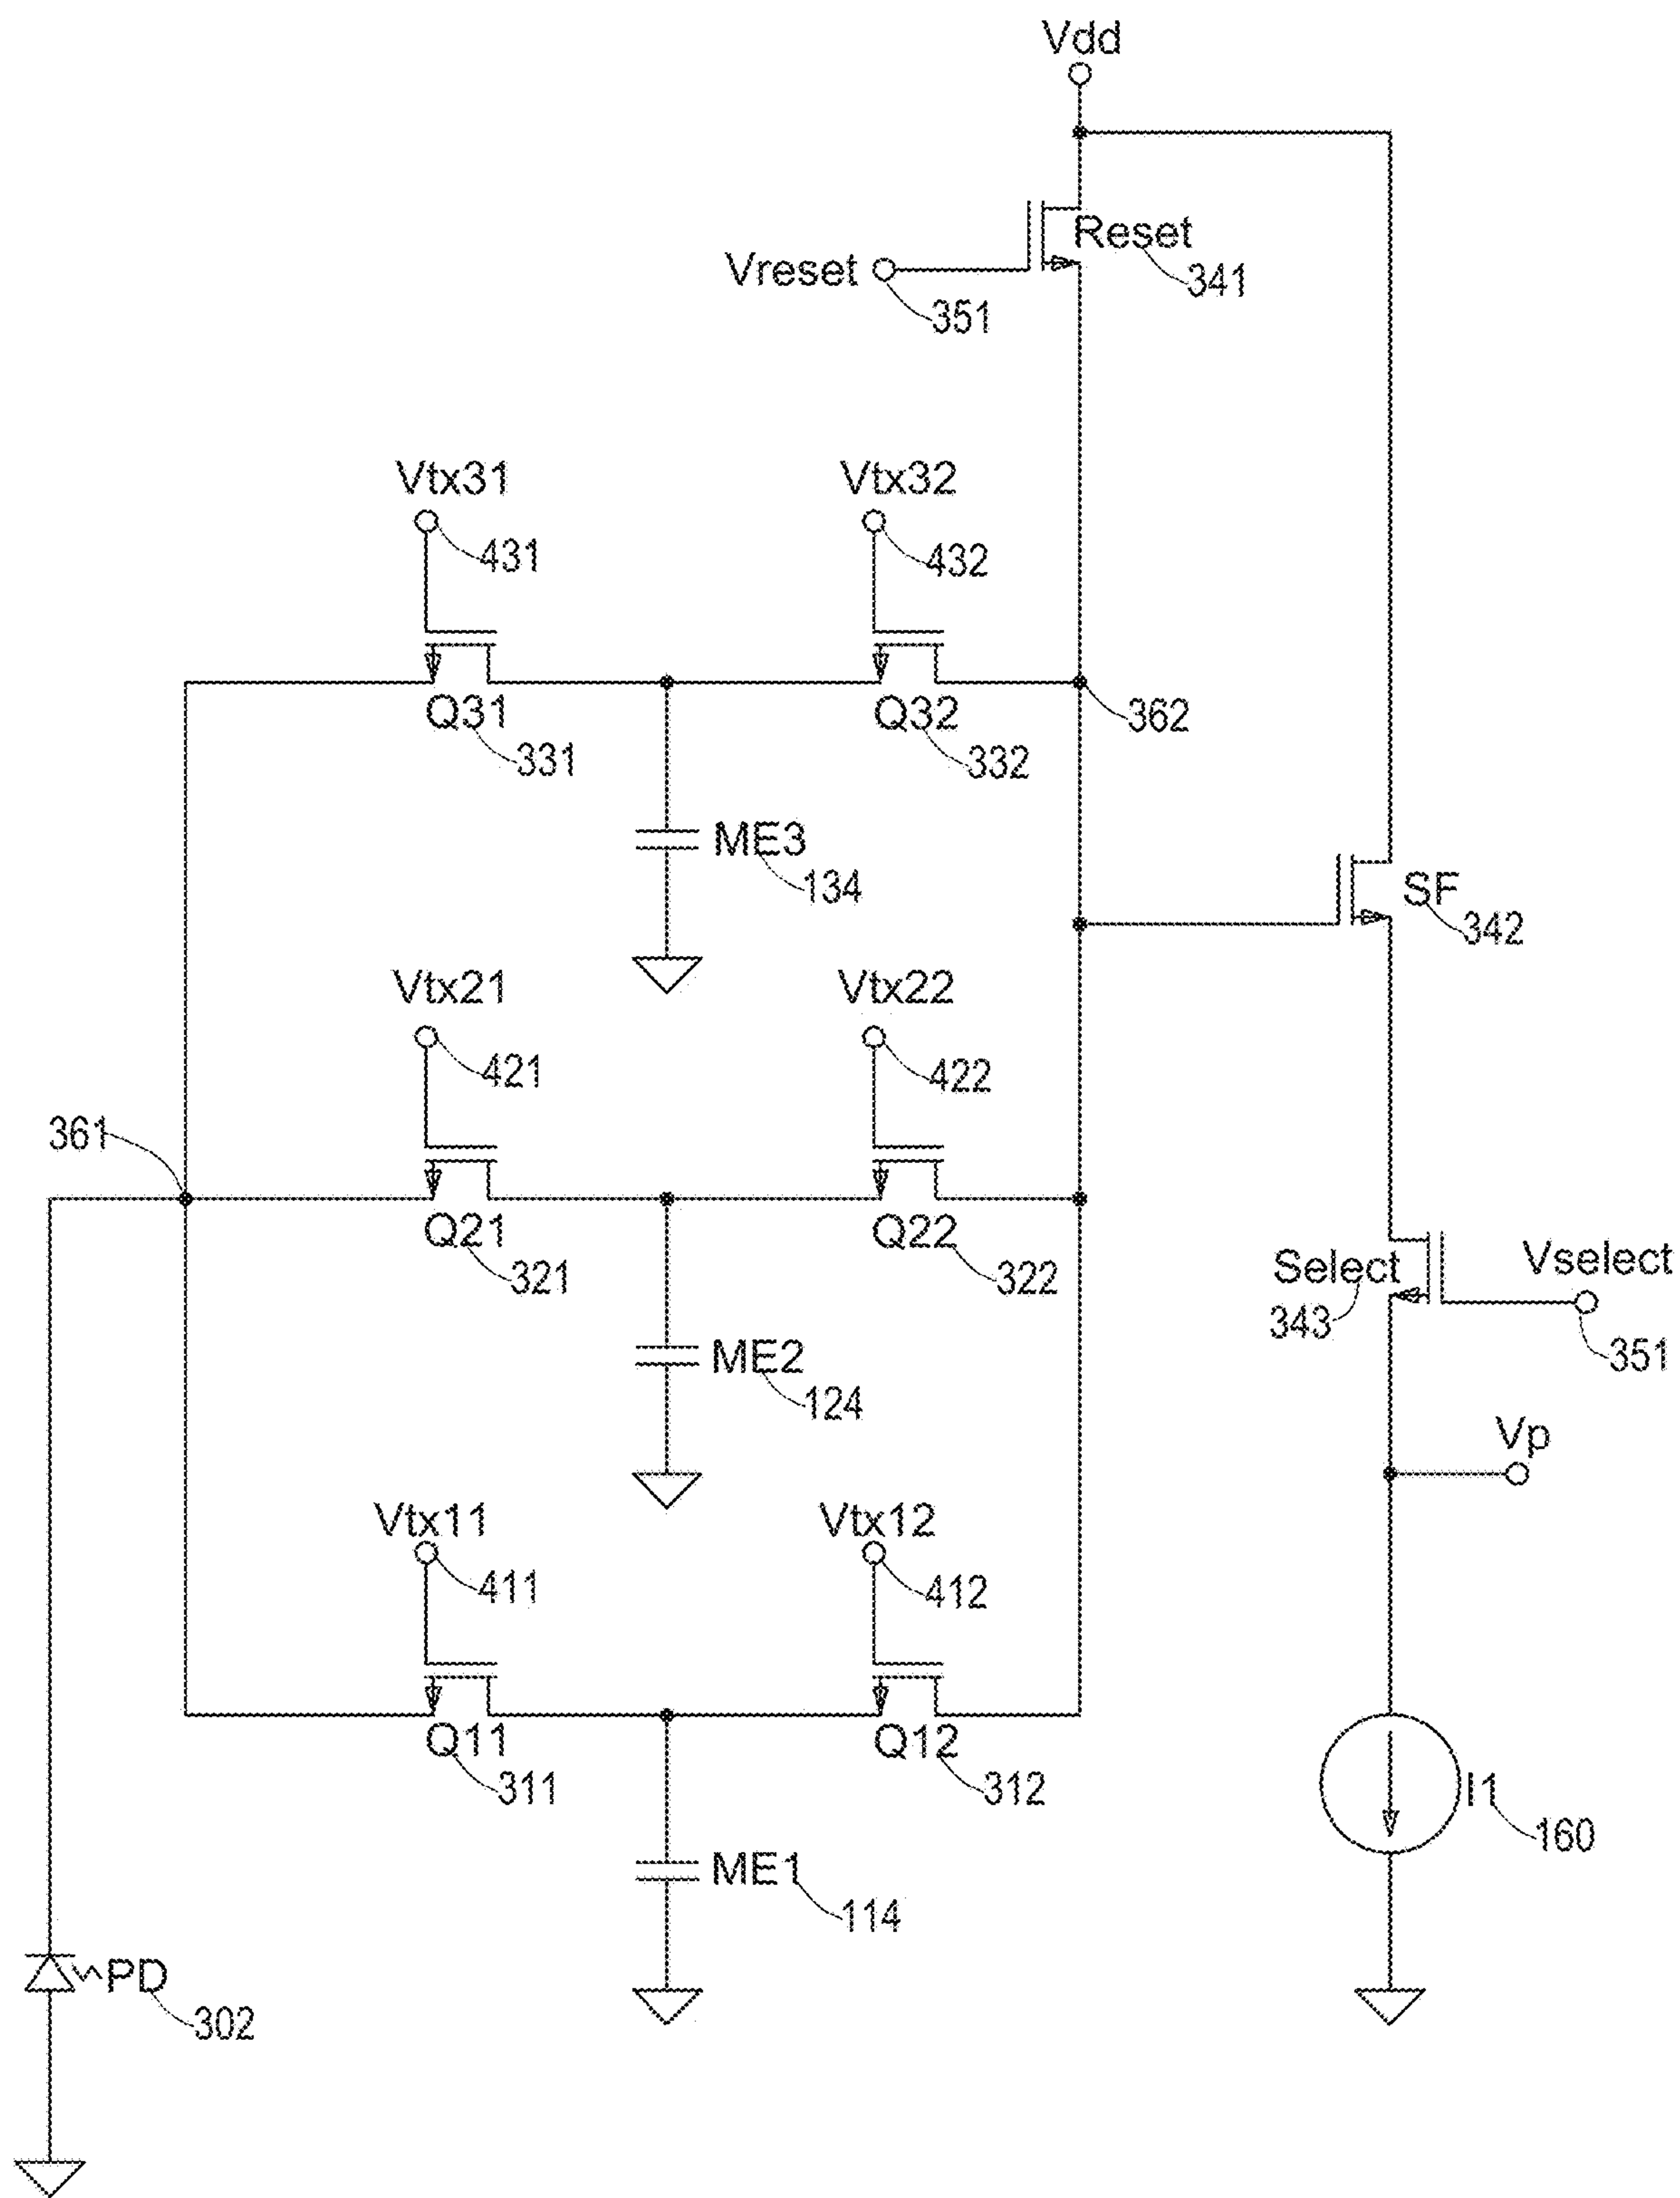 Vdd
Reset
341
Vreset
351
Vtx31
431
Vtx32
432
Q31
331
Q32
332
362
ME3
134
SF
342
Vtx21
421
Vtx22
422
361
Q21
321
Q22
322
Select
343
Vselect
351
ME2
124
Vp
Vtx11
411
Vtx12
412
Q11
311
Q12
312
I1
160
ME1
114
PD
302